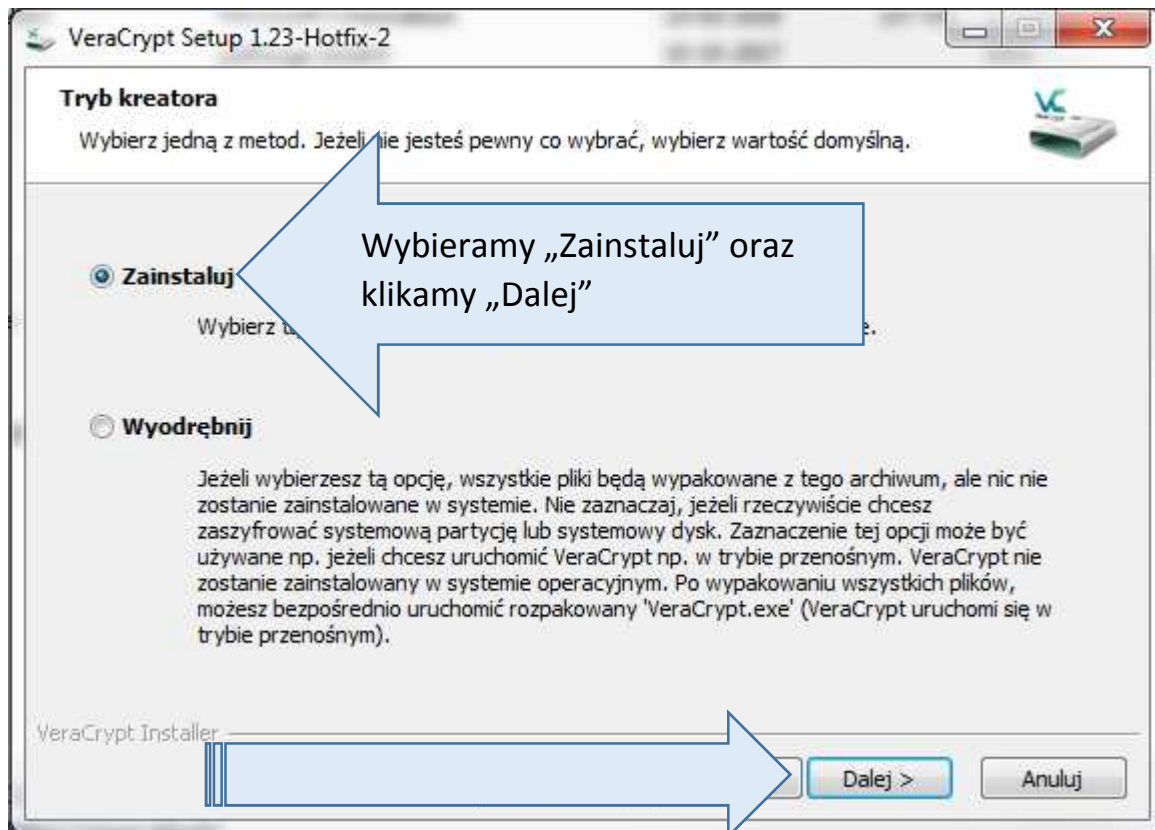 VeraCrypt Setup 1.23-Hotfix-2
Tryb kreatora
Wybierz jedną z metod. Jeżeli nie jesteś pewny co wybrać, wybierz wartość domyślną.
VC
Wybieramy „Zainstaluj” oraz
klikamy „Dalej”
Zainstaluj
Wybierz
Wyodrębnij
Jeżeli wybierzesz tą opcję, wszystkie pliki będą wypakowane z tego archiwum, ale nic nie
zostanie zainstalowane w systemie. Nie zaznaczaj, jeżeli rzeczywiście chcesz
zaszyfrować systemową partycję lub systemowy dysk. Zaznaczenie tej opcji może być
używane np. jeżeli chcesz uruchomić VeraCrypt np. w trybie przenośnym. VeraCrypt nie
zostanie zainstalowany w systemie operacyjnym. Po wypakowaniu wszystkich plików,
możesz bezpośrednio uruchomić rozpakowany 'VeraCrypt.exe' (VeraCrypt uruchomi się w
trybie przenośnym).
VeraCrypt Installer
Dalej >
Anuluj